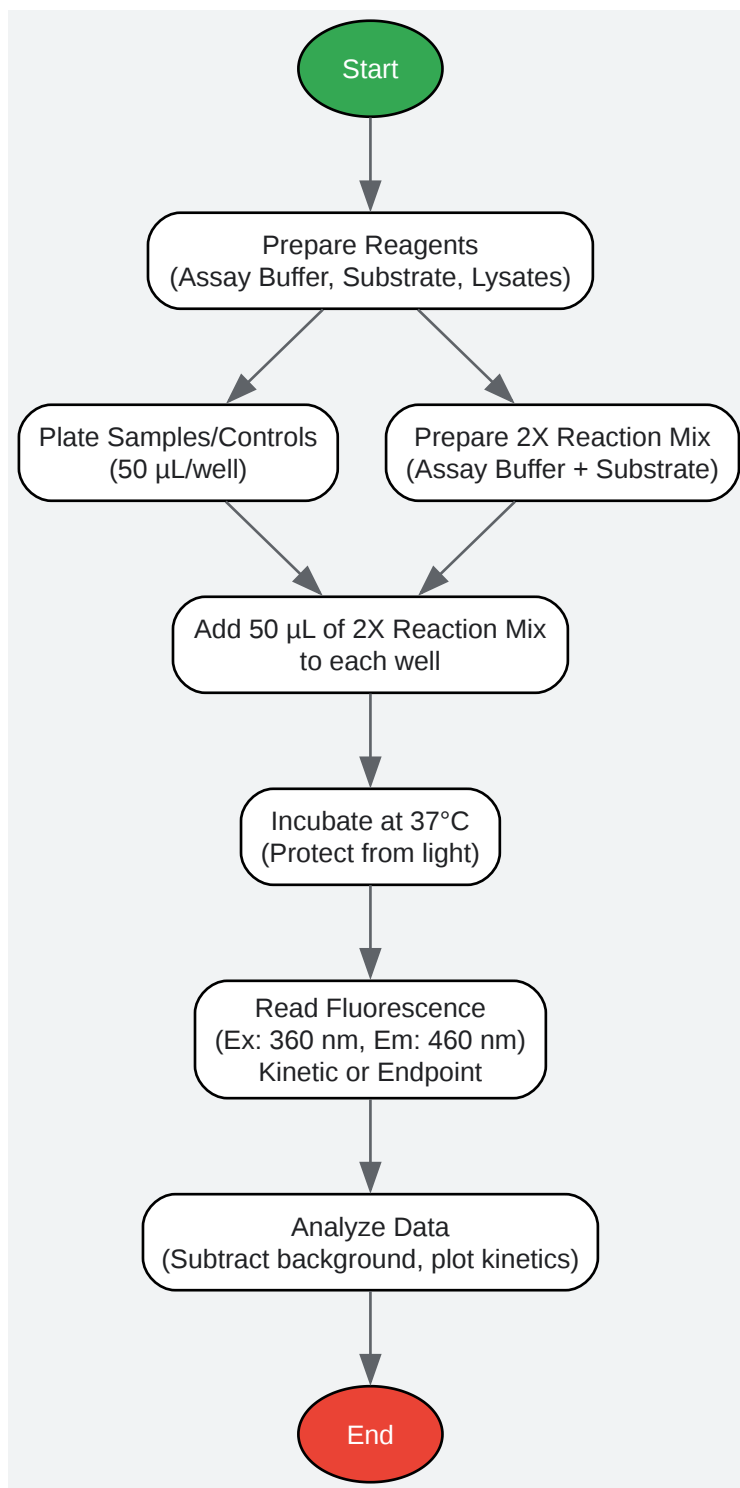 Start
Prepare Reagents
(Assay Buffer, Substrate, Lysates)
Plate Samples/Controls
(50 µL/well)
Prepare 2X Reaction Mix
(Assay Buffer + Substrate)
Add 50 µL of 2X Reaction Mix
to each well
Incubate at 37°C
(Protect from light)
Read Fluorescence
(Ex: 360 nm, Em: 460 nm)
Kinetic or Endpoint
Analyze Data
(Subtract background, plot kinetics)
End